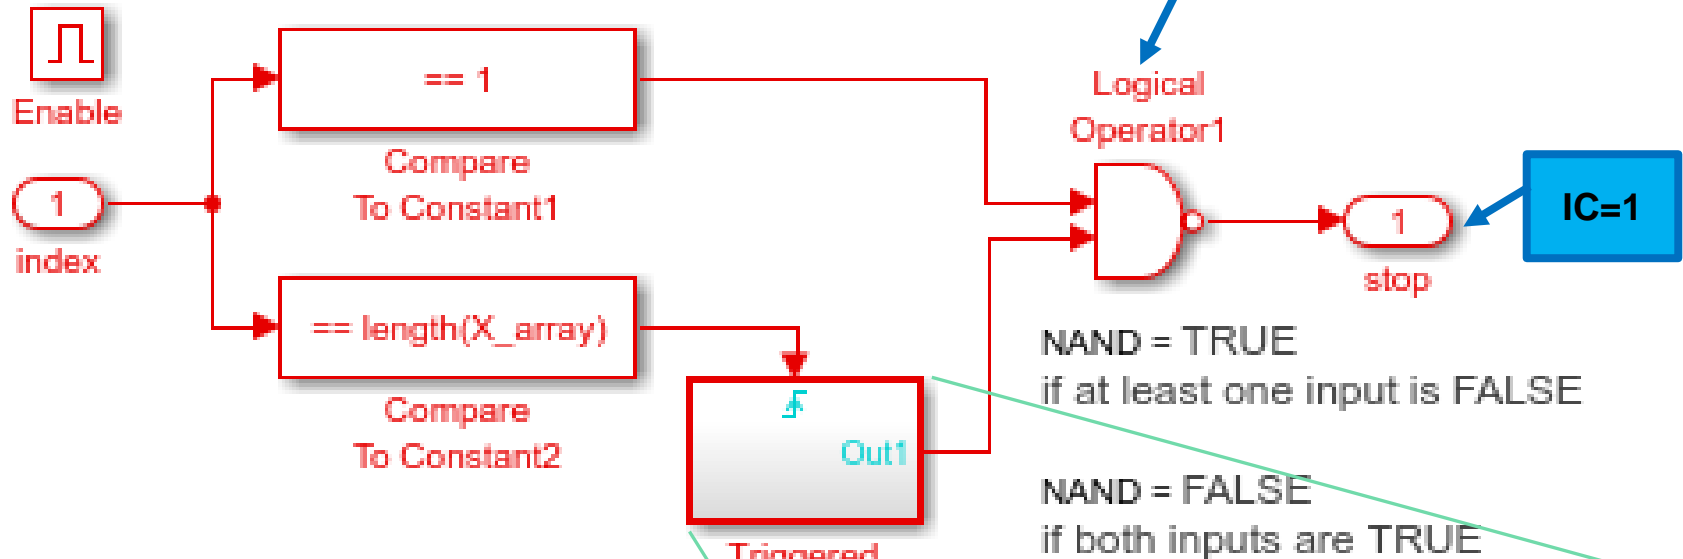 Enable
1
index
== 1
Compare
To Constant1
== length(X_array)
Compare
To Constant2
Out1
Triggered
Logical
Operator1
1
stop
IC=1
NAND = TRUE
if at least one input is FALSE
NAND = FALSE
if both inputs are TRUE